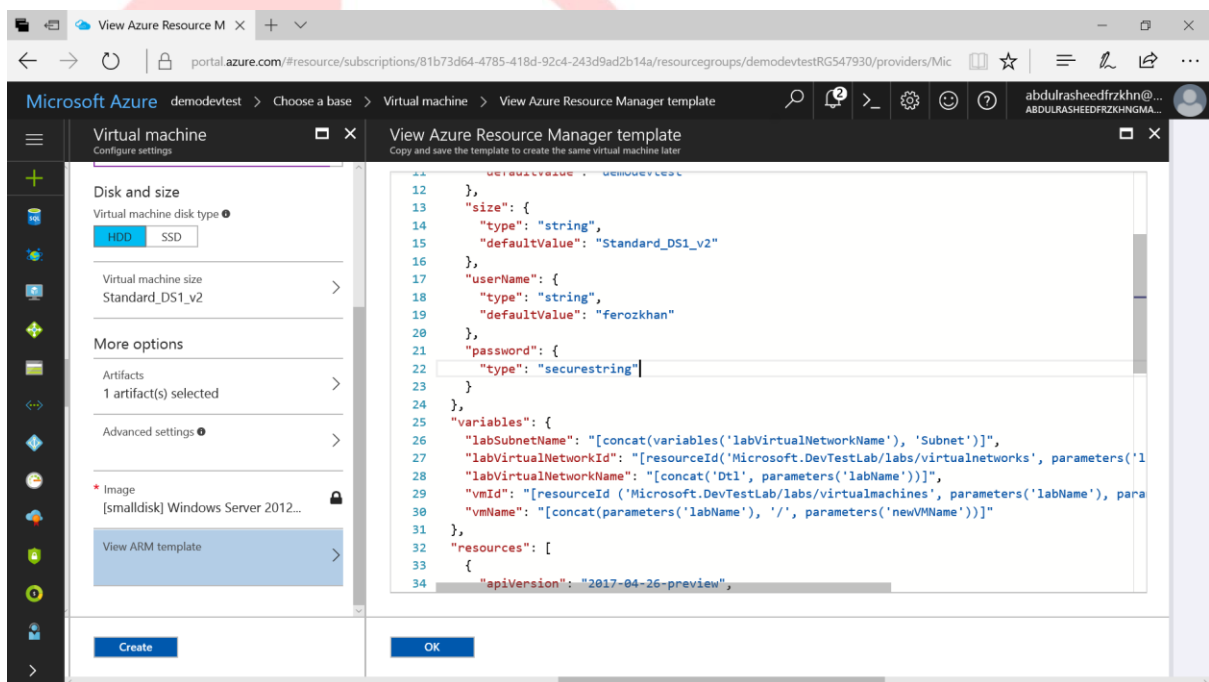 View Azure Resource M
portal.azure.com/#resource/subscriptions/81b73d64-4785-418d-92c4-243d9ad2b14a/resourcegroups/demodevtestRG547930/providers/Mic
Microsoft Azure demodevtest > Choose a base > Virtual machine > View Azure Resource Manager template
2
abdulrasheedfrzkhn@...
ABDULRASHEEDFRZKHNGMA...
Virtual machine
Configure settings
Disk and size
Virtual machine disk type
HDD SSD
Virtual machine size
Standard_DS1_v2
More options
Artifacts
1 artifact(s) selected
Advanced settings
* Image
[smalldisk] Windows Server 2012...
View ARM template
Create
View Azure Resource Manager template
Copy and save the template to create the same virtual machine later
11 "defaultValue": "demodevtest"
12 },
13 "size": {
14 "type": "string",
15 "defaultValue": "Standard_DS1_v2"
16 },
17 "userName": {
18 "type": "string",
19 "defaultValue": "ferozkhan"
20 },
21 "password": {
22 "type": "securestring"
23 }
24 },
25 "variables": {
26 "labSubnetName": "[concat(variables('labVirtualNetworkName'), 'Subnet')]",
27 "labVirtualNetworkId": "[resourceId('Microsoft.DevTestLab/labs/virtualnetworks', parameters('l
28 "labVirtualNetworkName": "[concat('Dtl', parameters('labName'))]",
29 "vmId": "[resourceId ('Microsoft.DevTestLab/labs/virtualmachines', parameters('labName'), para
30 "vmName": "[concat(parameters('labName'), '/', parameters('newVMName'))]"
31 },
32 "resources": [
33 {
34 "apiVersion": "2017-04-26-preview",
OK